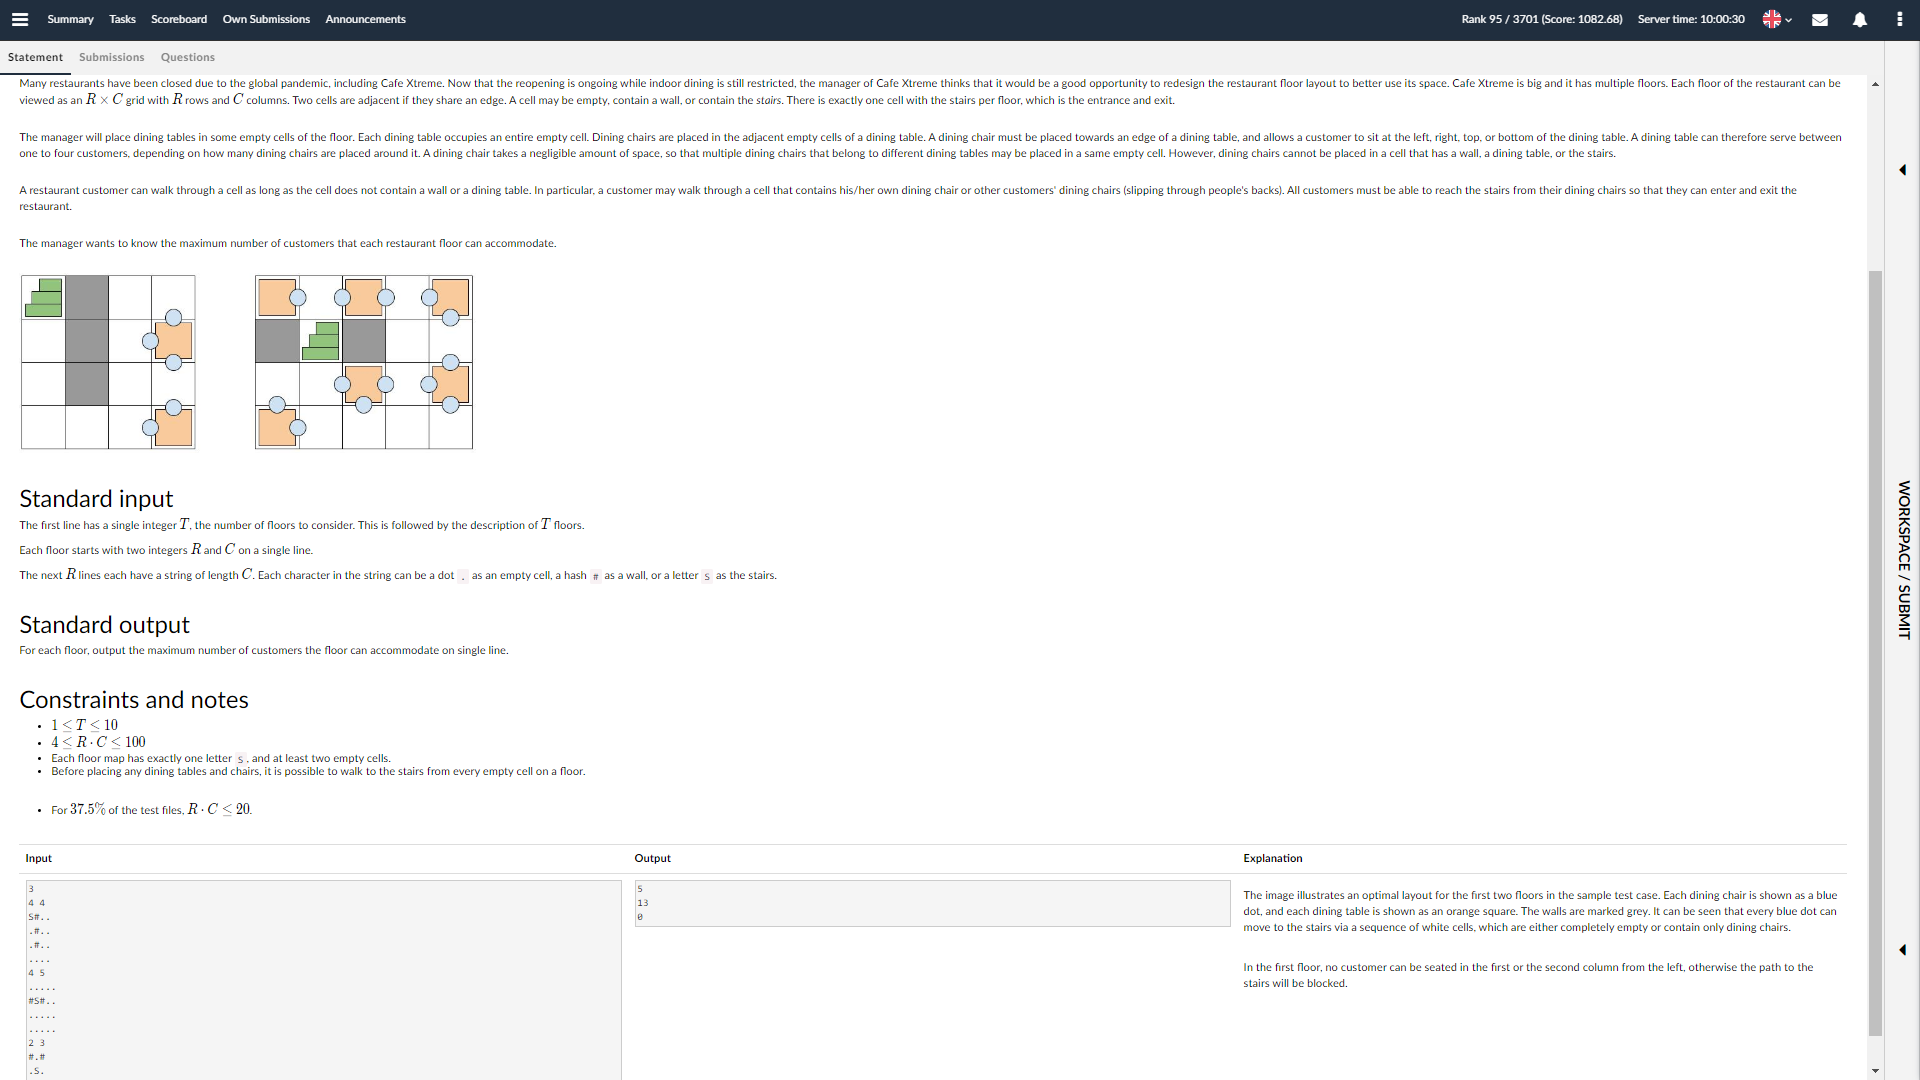 Summary Tasks Scoreboard Own Submissions Announcements Rank 95 / 3701 (Score: 1082.68) Server time: 10:00:30
Statement Submissions Questions
Many restaurants have been closed due to the global pandemic, including Cafe Xtreme. Now that the reopening is ongoing while indoor dining is still restricted, the manager of Cafe Xtreme thinks that it would be a good opportunity to redesign the restaurant floor layout to better use its space. Cafe Xtreme is big and it has multiple floors. Each floor of the restaurant can be
viewed as an R × C grid with R rows and C columns. Two cells are adjacent if they share an edge. A cell may be empty, contain a wall, or contain the stairs. There is exactly one cell with the stairs per floor, which is the entrance and exit.
The manager will place dining tables in some empty cells of the floor. Each dining table occupies an entire empty cell. Dining chairs are placed in the adjacent empty cells of a dining table. A dining chair must be placed towards an edge of a dining table, and allows a customer to sit at the left, right, top, or bottom of the dining table. A dining table can therefore serve between
one to four customers, depending on how many dining chairs are placed around it. A dining chair takes a negligible amount of space, so that multiple dining chairs that belong to different dining tables may be placed in a same empty cell. However, dining chairs cannot be placed in a cell that has a wall, a dining table, or the stairs.
A restaurant customer can walk through a cell as long as the cell does not contain a wall or a dining table. In particular, a customer may walk through a cell that contains his/her own dining chair or other customers' dining chairs (slipping through people's backs). All customers must be able to reach the stairs from their dining chairs so that they can enter and exit the
restaurant.
The manager wants to know the maximum number of customers that each restaurant floor can accommodate.
Standard input
The first line has a single integer T, the number of floors to consider. This is followed by the description of T floors.
Each floor starts with two integers R and C on a single line.
The next R lines each have a string of length C. Each character in the string can be a dot . as an empty cell, a hash # as a wall, or a letter S as the stairs.
Standard output
For each floor, output the maximum number of customers the floor can accommodate on single line.
Constraints and notes
• 1 ≤ T ≤ 10
• 4 ≤ R · C ≤ 100
• Each floor map has exactly one letter S, and at least two empty cells.
• Before placing any dining tables and chairs, it is possible to walk to the stairs from every empty cell on a floor.
• For 37.5% of the test files, R · C ≤ 20.
Input Output Explanation
3
4 4
S#..
.#..
.#..
....
4 5
.....
#S#..
.....
.....
2 3
#.#
.S.
5
13
0
The image illustrates an optimal layout for the first two floors in the sample test case. Each dining chair is shown as a blue
dot, and each dining table is shown as an orange square. The walls are marked grey. It can be seen that every blue dot can
move to the stairs via a sequence of white cells, which are either completely empty or contain only dining chairs.
In the first floor, no customer can be seated in the first or the second column from the left, otherwise the path to the
stairs will be blocked.
WORKSPACE / SUBMIT